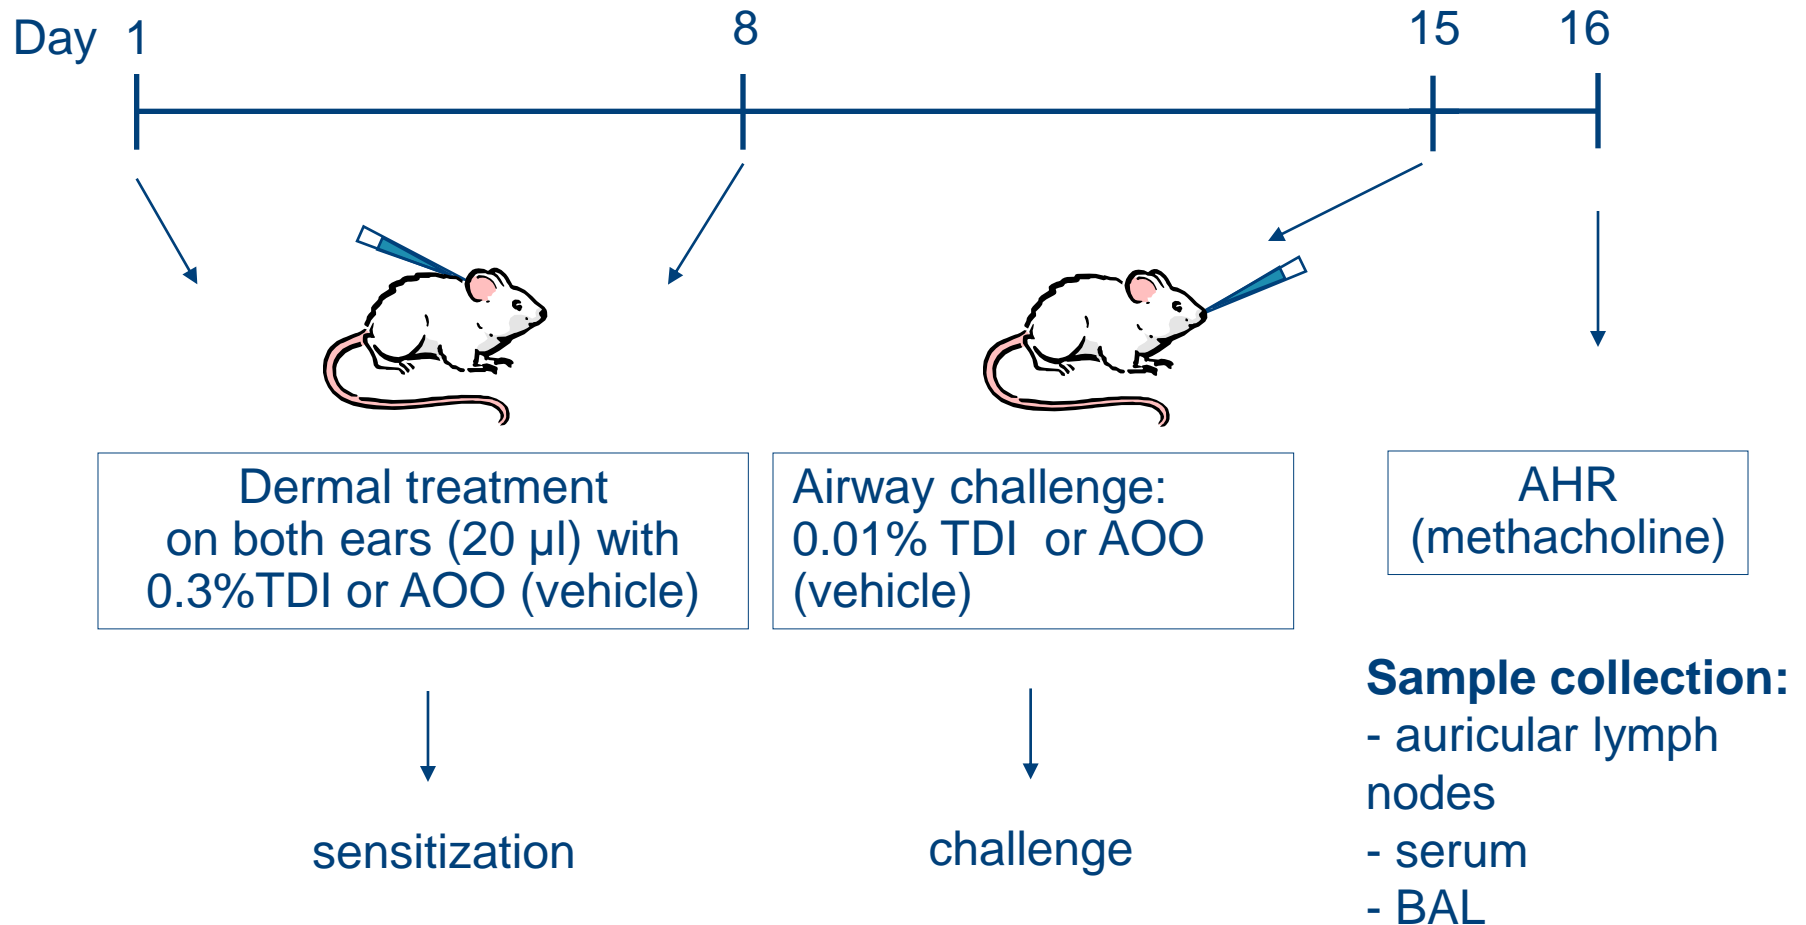 Day 1 8 15 16
Dermal treatment
on both ears (20 µl) with
0.3%TDI or AOO (vehicle)
Airway challenge:
0.01% TDI or AOO
(vehicle)
AHR
(methacholine)
sensitization
challenge
Sample collection:
- auricular lymph
nodes
- serum
- BAL